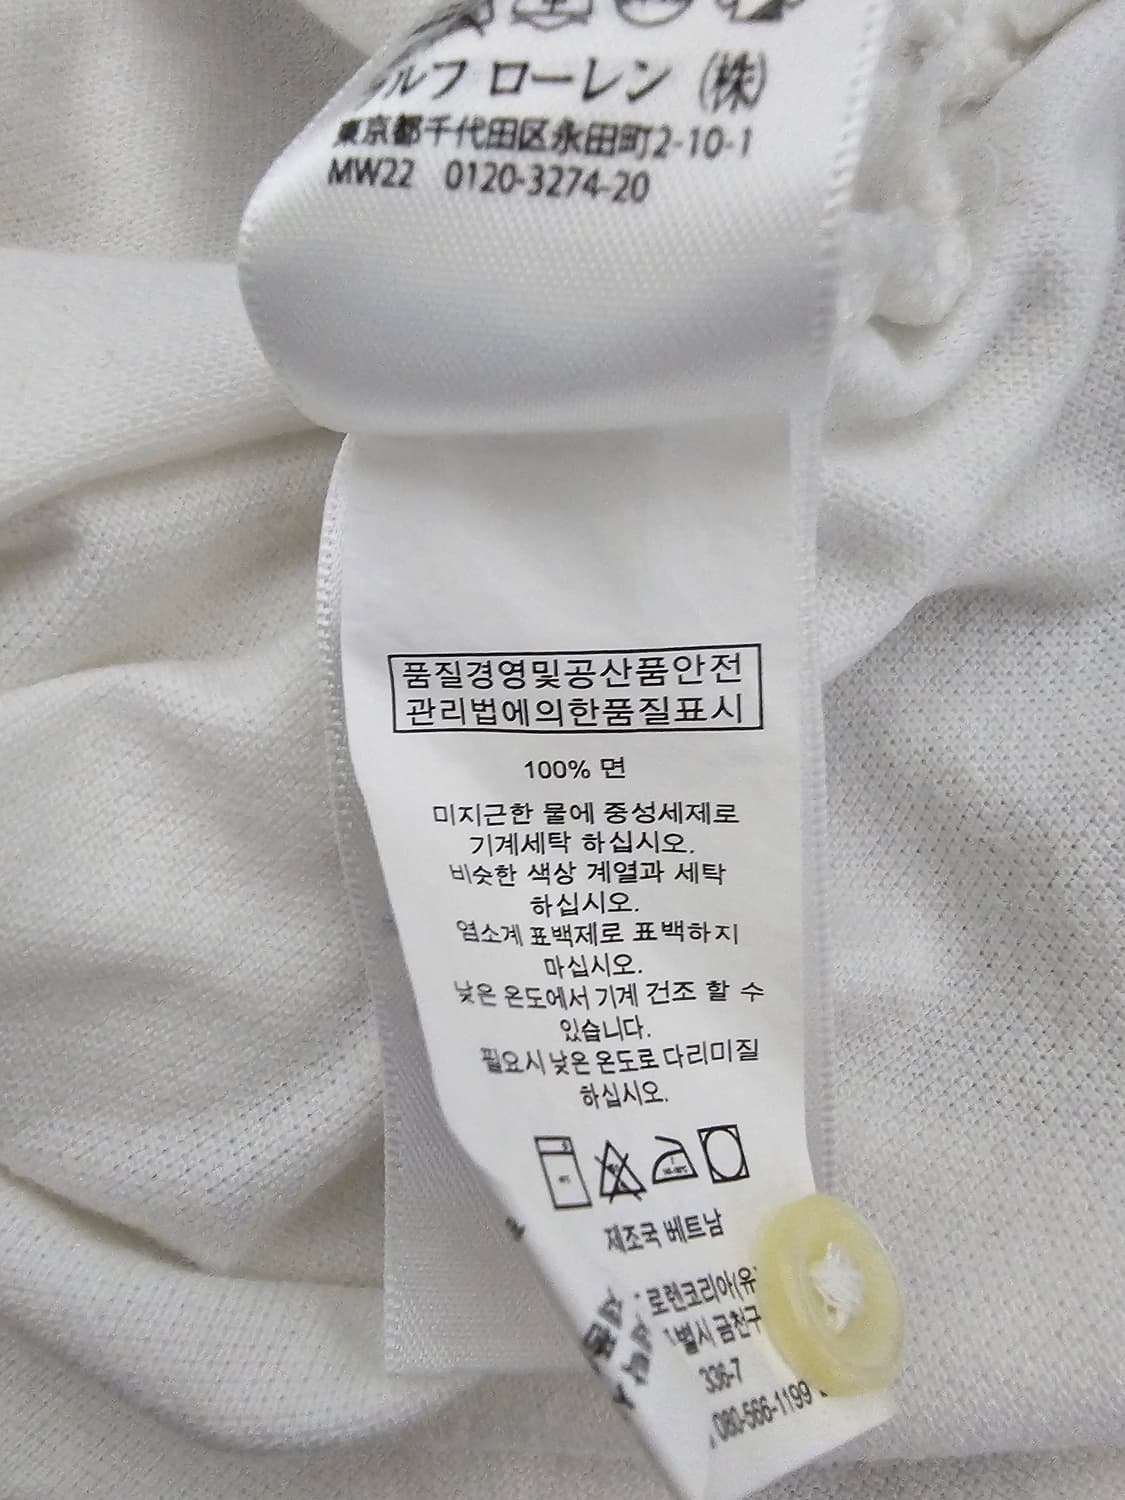 ルフ ローレン (株)
東京都千代田区永田町2-10-1
MW22 0120-3274-20
품질경영및공산품안전
관리법에의한품질표시
100% 면
미지근한 물에 중성세제로
기계세탁 하십시오.
비슷한 색상 계열과 세탁
하십시오.
염소계 표백제로 표백하지
마십시오.
낮은 온도에서 기계 건조 할 수
있습니다.
필요시 낮은 온도로 다리미질
하십시오.
제조국 베트남
로렌코리아(유
별시 금천구
336-7
080-566-1199